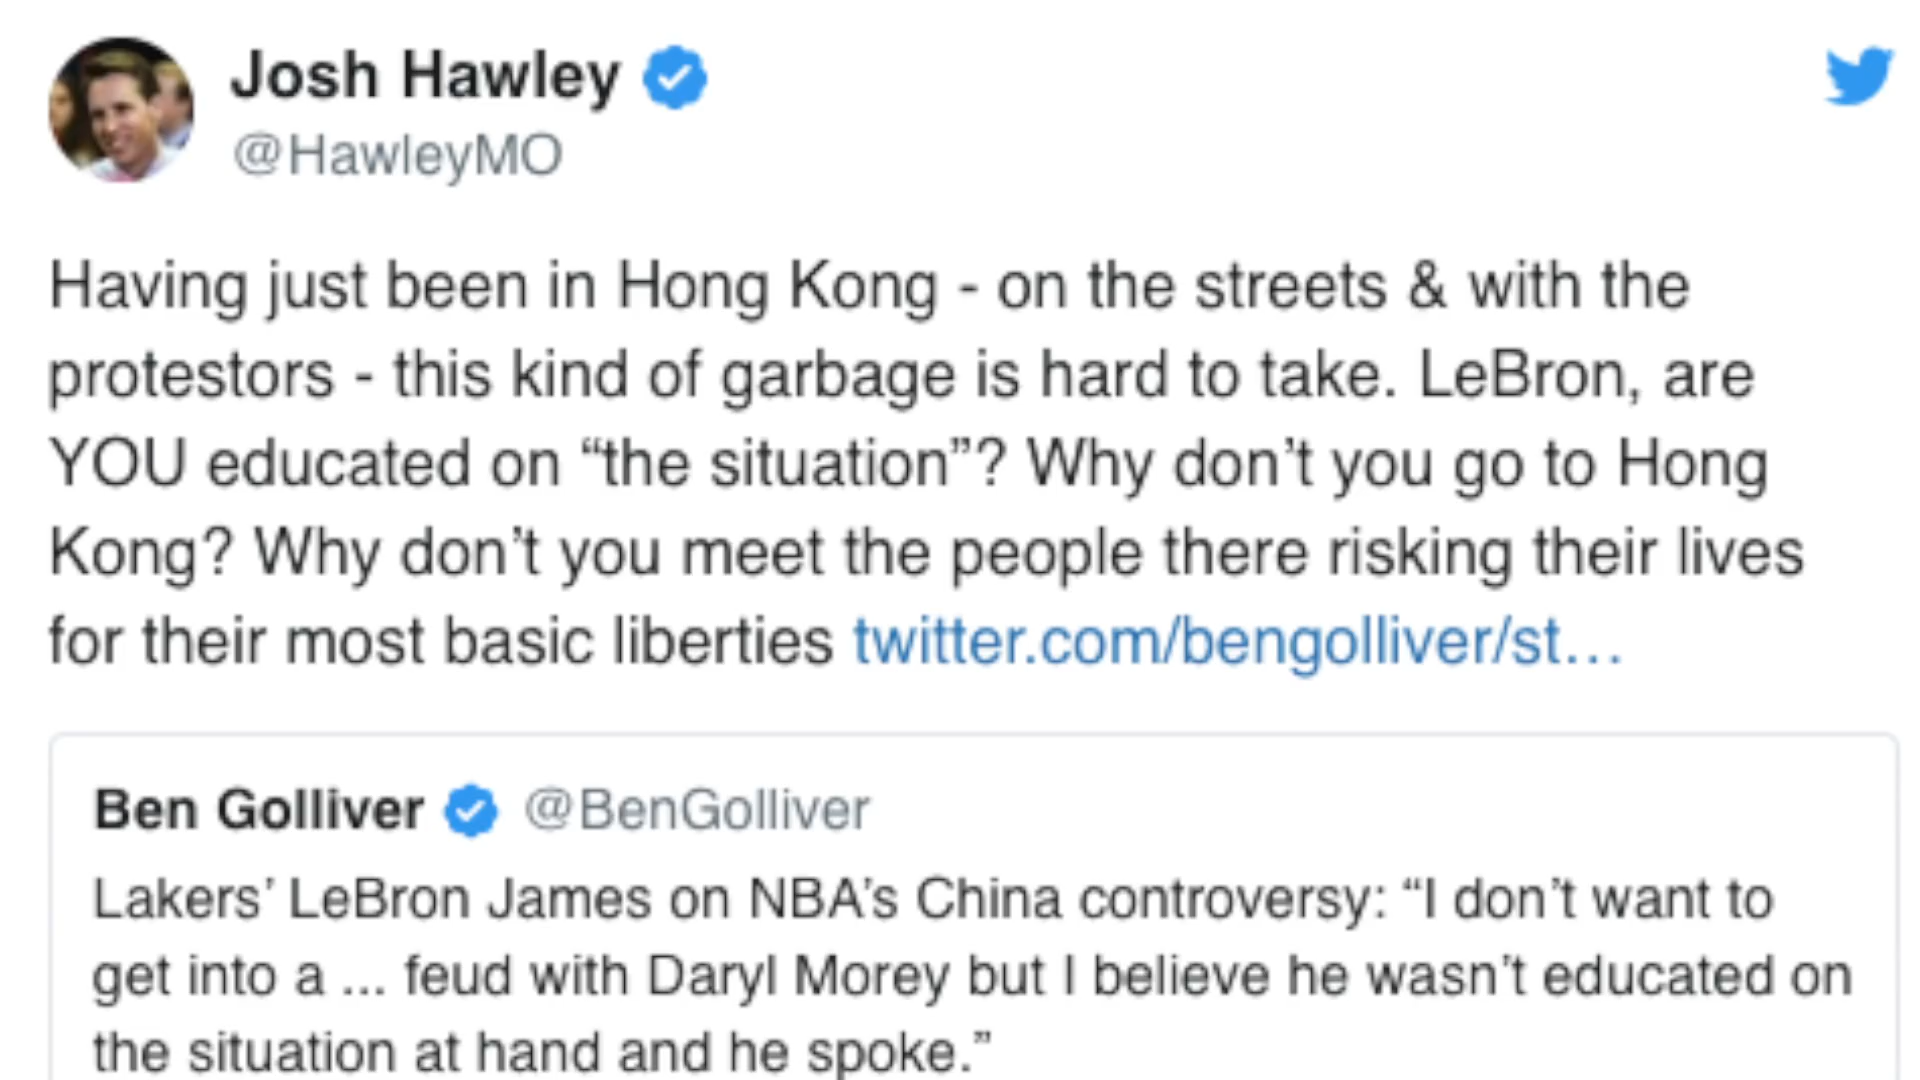 Josh Hawley
@HawleyMO
Having just been in Hong Kong - on the streets & with the
protestors - this kind of garbage is hard to take. LeBron, are
YOU educated on “the situation”? Why don’t you go to Hong
Kong? Why don’t you meet the people there risking their lives
for their most basic liberties twitter.com/bengolliver/st…
Ben Golliver @BenGolliver
Lakers’ LeBron James on NBA’s China controversy: “I don’t want to
get into a ... feud with Daryl Morey but I believe he wasn’t educated on
the situation at hand and he spoke.”